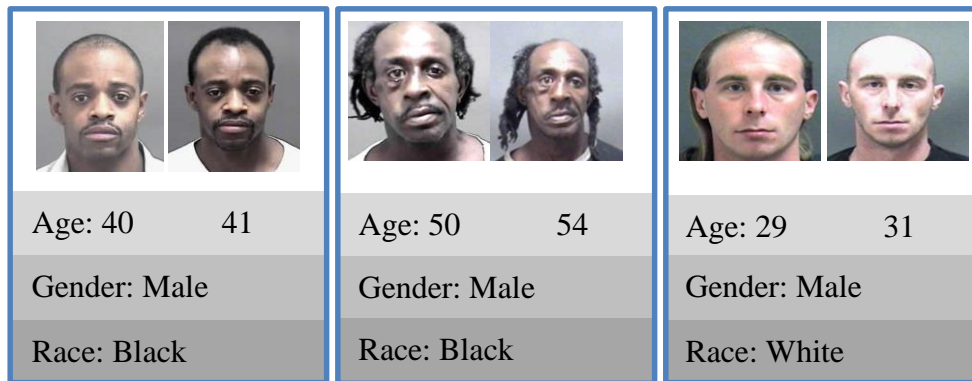 Age: 40 41
Gender: Male
Race: Black
Age: 50 54
Gender: Male
Race: Black
Age: 29 31
Gender: Male
Race: White